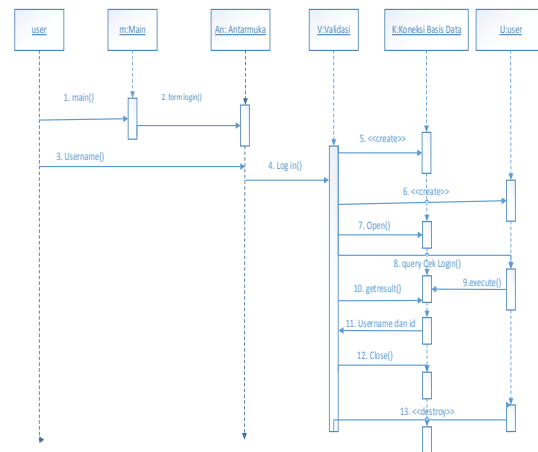 user
m:Main
An: Antarmuka
V:Validasi
K:Koneksi Basis Data
U:user
1. main()
2. form login()
3. Username()
4. Log in()
5. <<create>>
6. <<create>>
7. Open()
8. query Cek Login()
9.execute()
10. getresult()
11. Username dan id
12. Close()
13. <<destroy>>